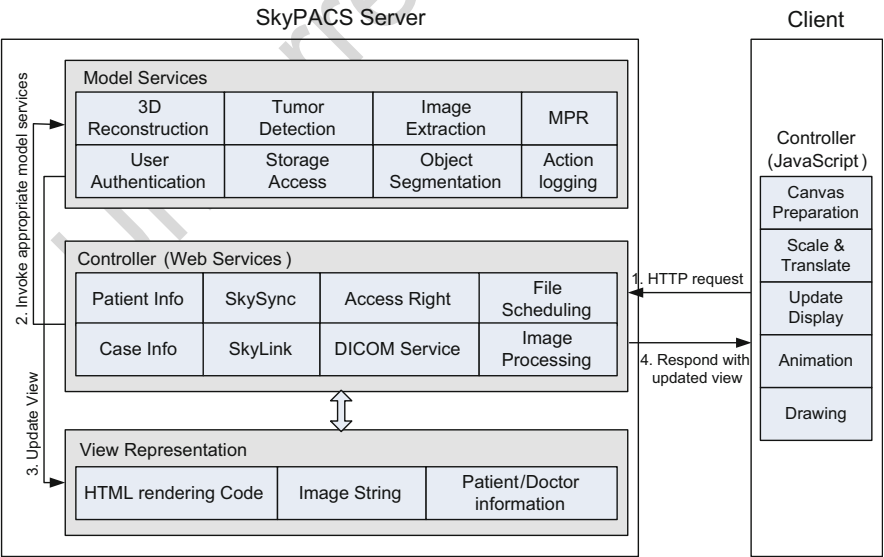 SkyPACS Server
Client
Model Services
3D
Reconstruction
Tumor
Detection
Image
Extraction
MPR
User
Authentication
Storage
Access
Object
Segmentation
Action
logging
Controller (Web Services)
Patient Info
SkySync
Access Right
File
Scheduling
Case Info
SkyLink
DICOM Service
Image
Processing
View Representation
HTML rendering Code
Image String
Patient/Doctor
information
2. Invoke appropriate model services
3. Update View
1. HTTP request
4. Respond with
updated view
Controller
(JavaScript)
Canvas
Preparation
Scale &
Translate
Update
Display
Animation
Drawing